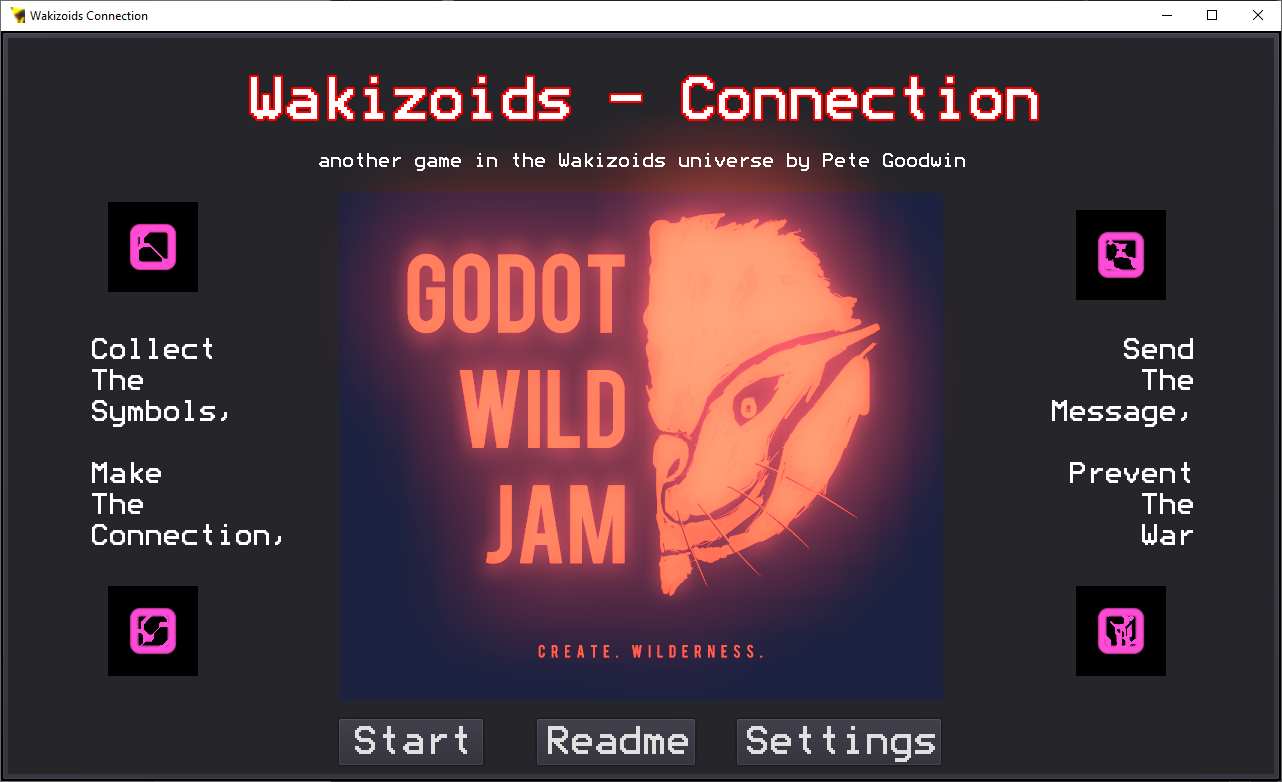 Wakizoids Connection
Wakizoids - Connection
another game in the Wakizoids universe by Pete Goodwin
Collect
The
Symbols,
Make
The
Connection,
GODOT
WILD
JAM
CREATE. WILDERNESS.
Send
The
Message,
Prevent
The
War
Start
Readme
Settings